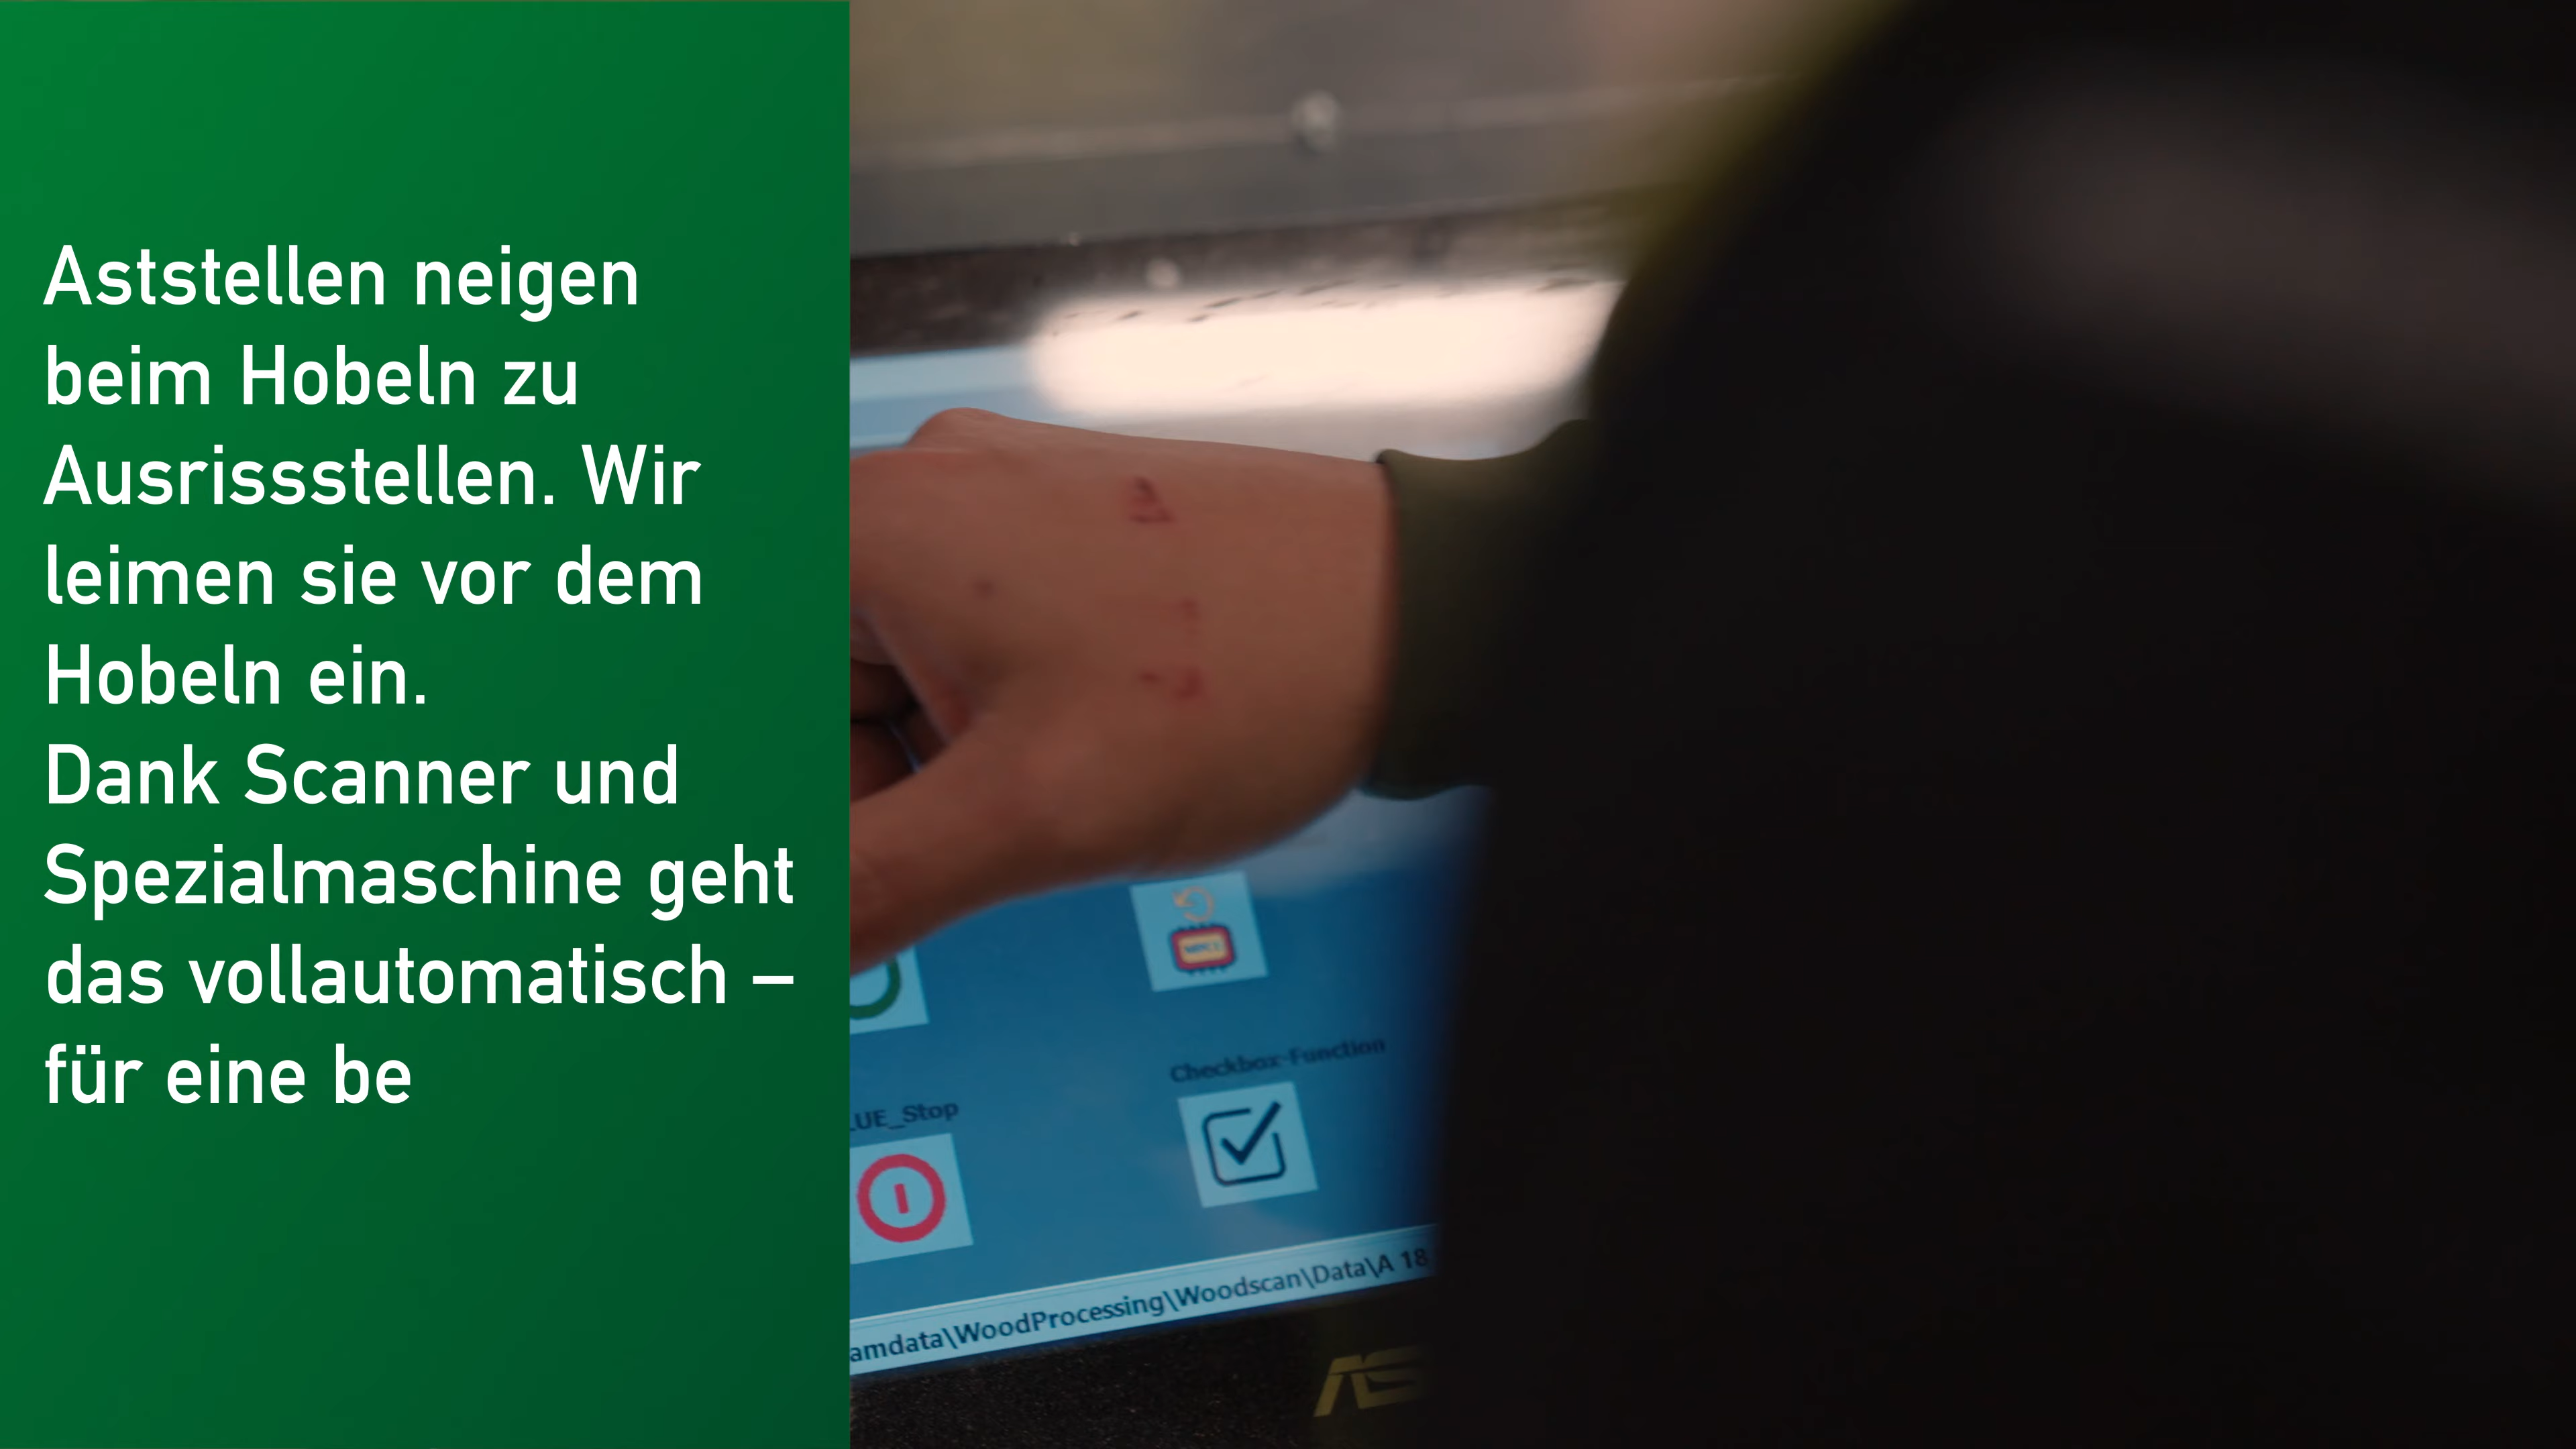 Aststellen neigen
beim Hobeln zu
Ausrissstellen. Wir
leimen sie vor dem
Hobeln ein.
Dank Scanner und
Spezialmaschine geht
das vollautomatisch –
für eine be
Checkbox-Function
UE_Stop
amdata\WoodProcessing\Woodscan\Data\A 18
AS